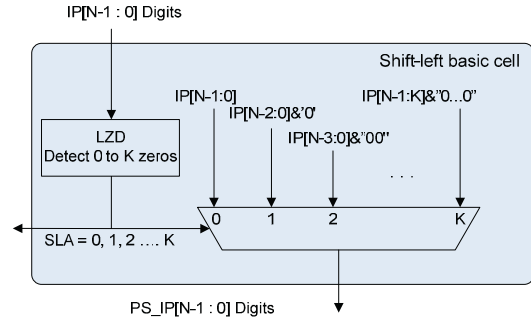 IP[N-1 : 0] Digits
Shift-left basic cell
IP[N-1:0]
IP[N-1:K]&"0...0"
IP[N-2:0]&'0'
LZD
Detect 0 to K zeros
IP[N-3:0]&"00"
. . .
0 1 2 K
SLA = 0, 1, 2 .... K
PS_IP[N-1 : 0] Digits